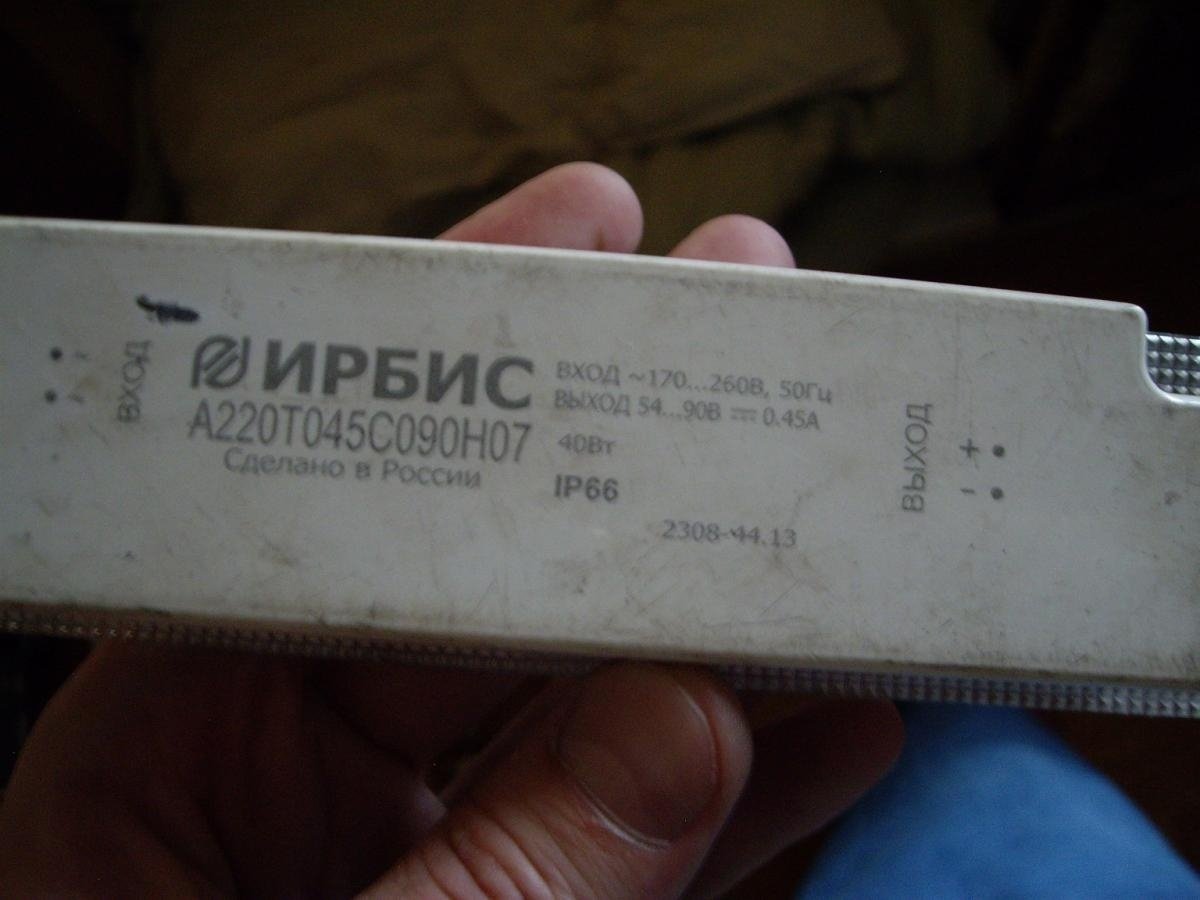 ВХОД
ИРБИС
A220T045C090H07
Сделано в России
ВХОД ~170...260В, 50Гц
ВЫХОД 54...90В ⎓ 0.45А
40Вт
IP66
2308-44.13
ВЫХОД
+
-